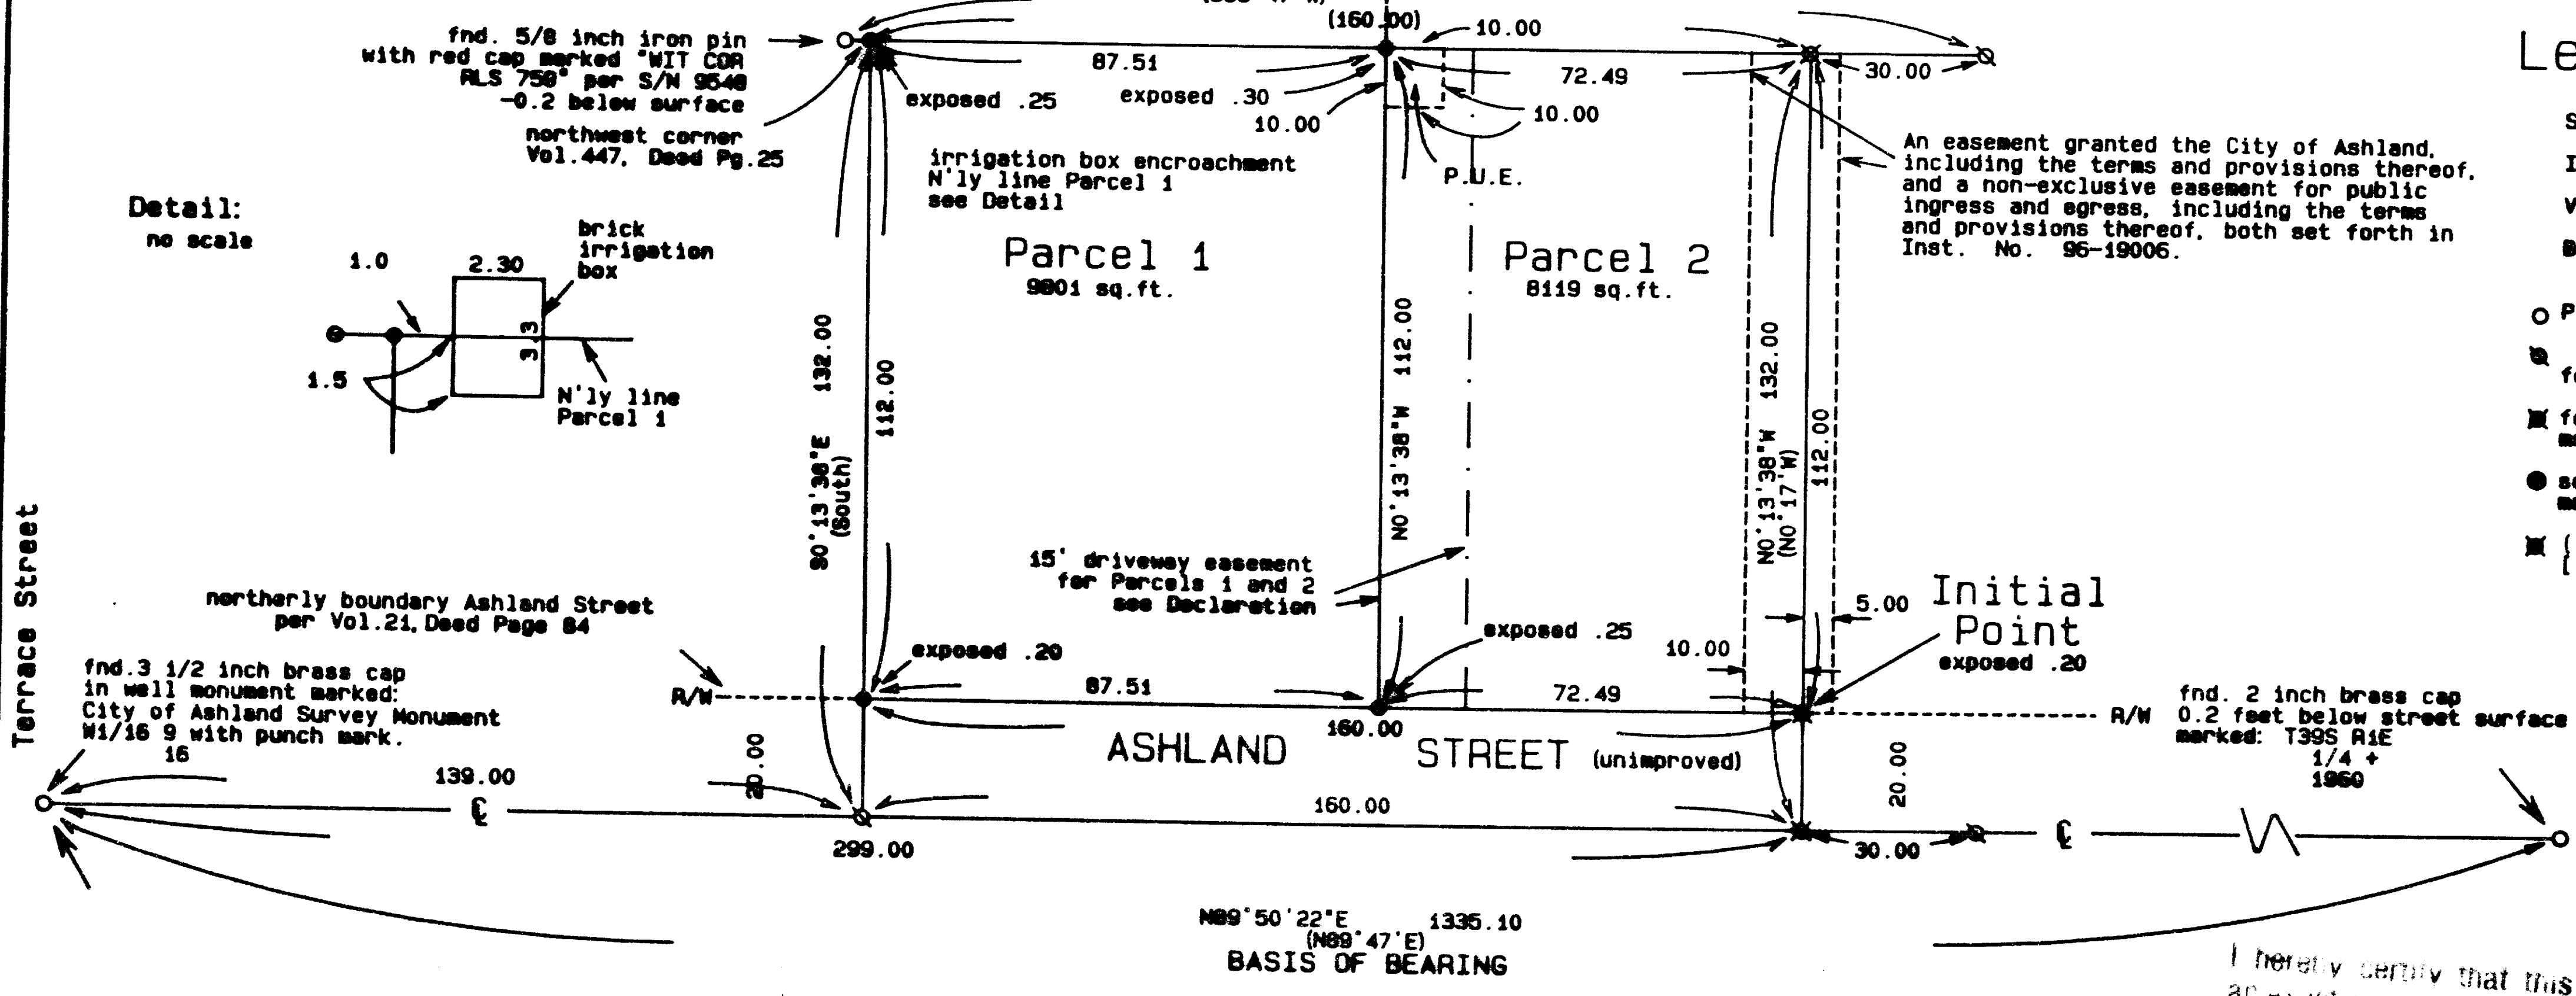 (160.00)
10.00
fnd. 5/8 inch iron pin
with red cap marked "WIT COR
RLS 759" per S/N 9540
-0.2 below surface
87.51
72.49
30.00
exposed .25
exposed .30
10.00
10.00
northwest corner
Vol.447, Deed Pg.25
irrigation box encroachment
N'ly line Parcel 1
see Detail
P.U.E.
An easement granted the City of Ashland,
including the terms and provisions thereof,
and a non-exclusive easement for public
ingress and egress, including the terms
and provisions thereof, both set forth in
Inst. No. 96-19006.
Detail:
no scale
brick
irrigation
box
1.0
2.30
3.3
1.5
N'ly line
Parcel 1
Parcel 1
9801 sq.ft.
Parcel 2
8119 sq.ft.
S0°13'38"E 132.00
(South)
112.00
N0°13'38"W 112.00
N0°13'38"W 132.00
(N0°17'W)
112.00
Terrace Street
15' driveway easement
for Parcels 1 and 2
see Declaration
northerly boundary Ashland Street
per Vol.21, Deed Page 84
exposed .20
exposed .25
10.00
5.00
Initial
Point
exposed .20
fnd.3 1/2 inch brass cap
in well monument marked:
City of Ashland Survey Monument
W1/16 9 with punch mark.
16
R/W
87.51
72.49
160.00
R/W
fnd. 2 inch brass cap
0.2 feet below street surface
marked: T39S R1E
1/4 +
1960
ASHLAND STREET (unimproved)
139.00
20.00
20.00
160.00
299.00
30.00
N89°50'22"E 1335.10
(N89°47'E)
BASIS OF BEARING
I hereby certify that this